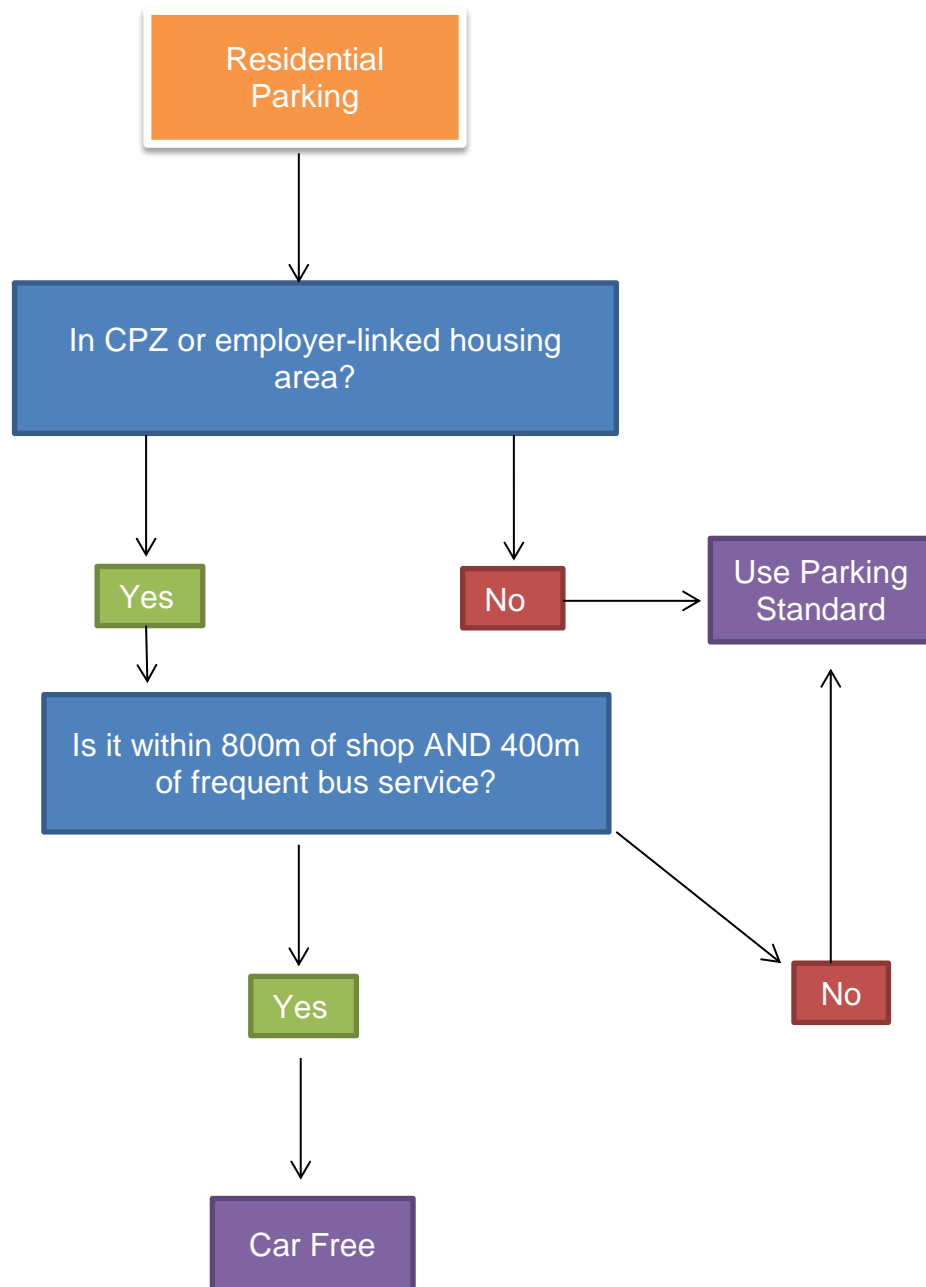 Residential
Parking
In CPZ or employer-linked housing
area?
Yes
No
Use Parking
Standard
Is it within 800m of shop AND 400m
of frequent bus service?
Yes
No
Car Free